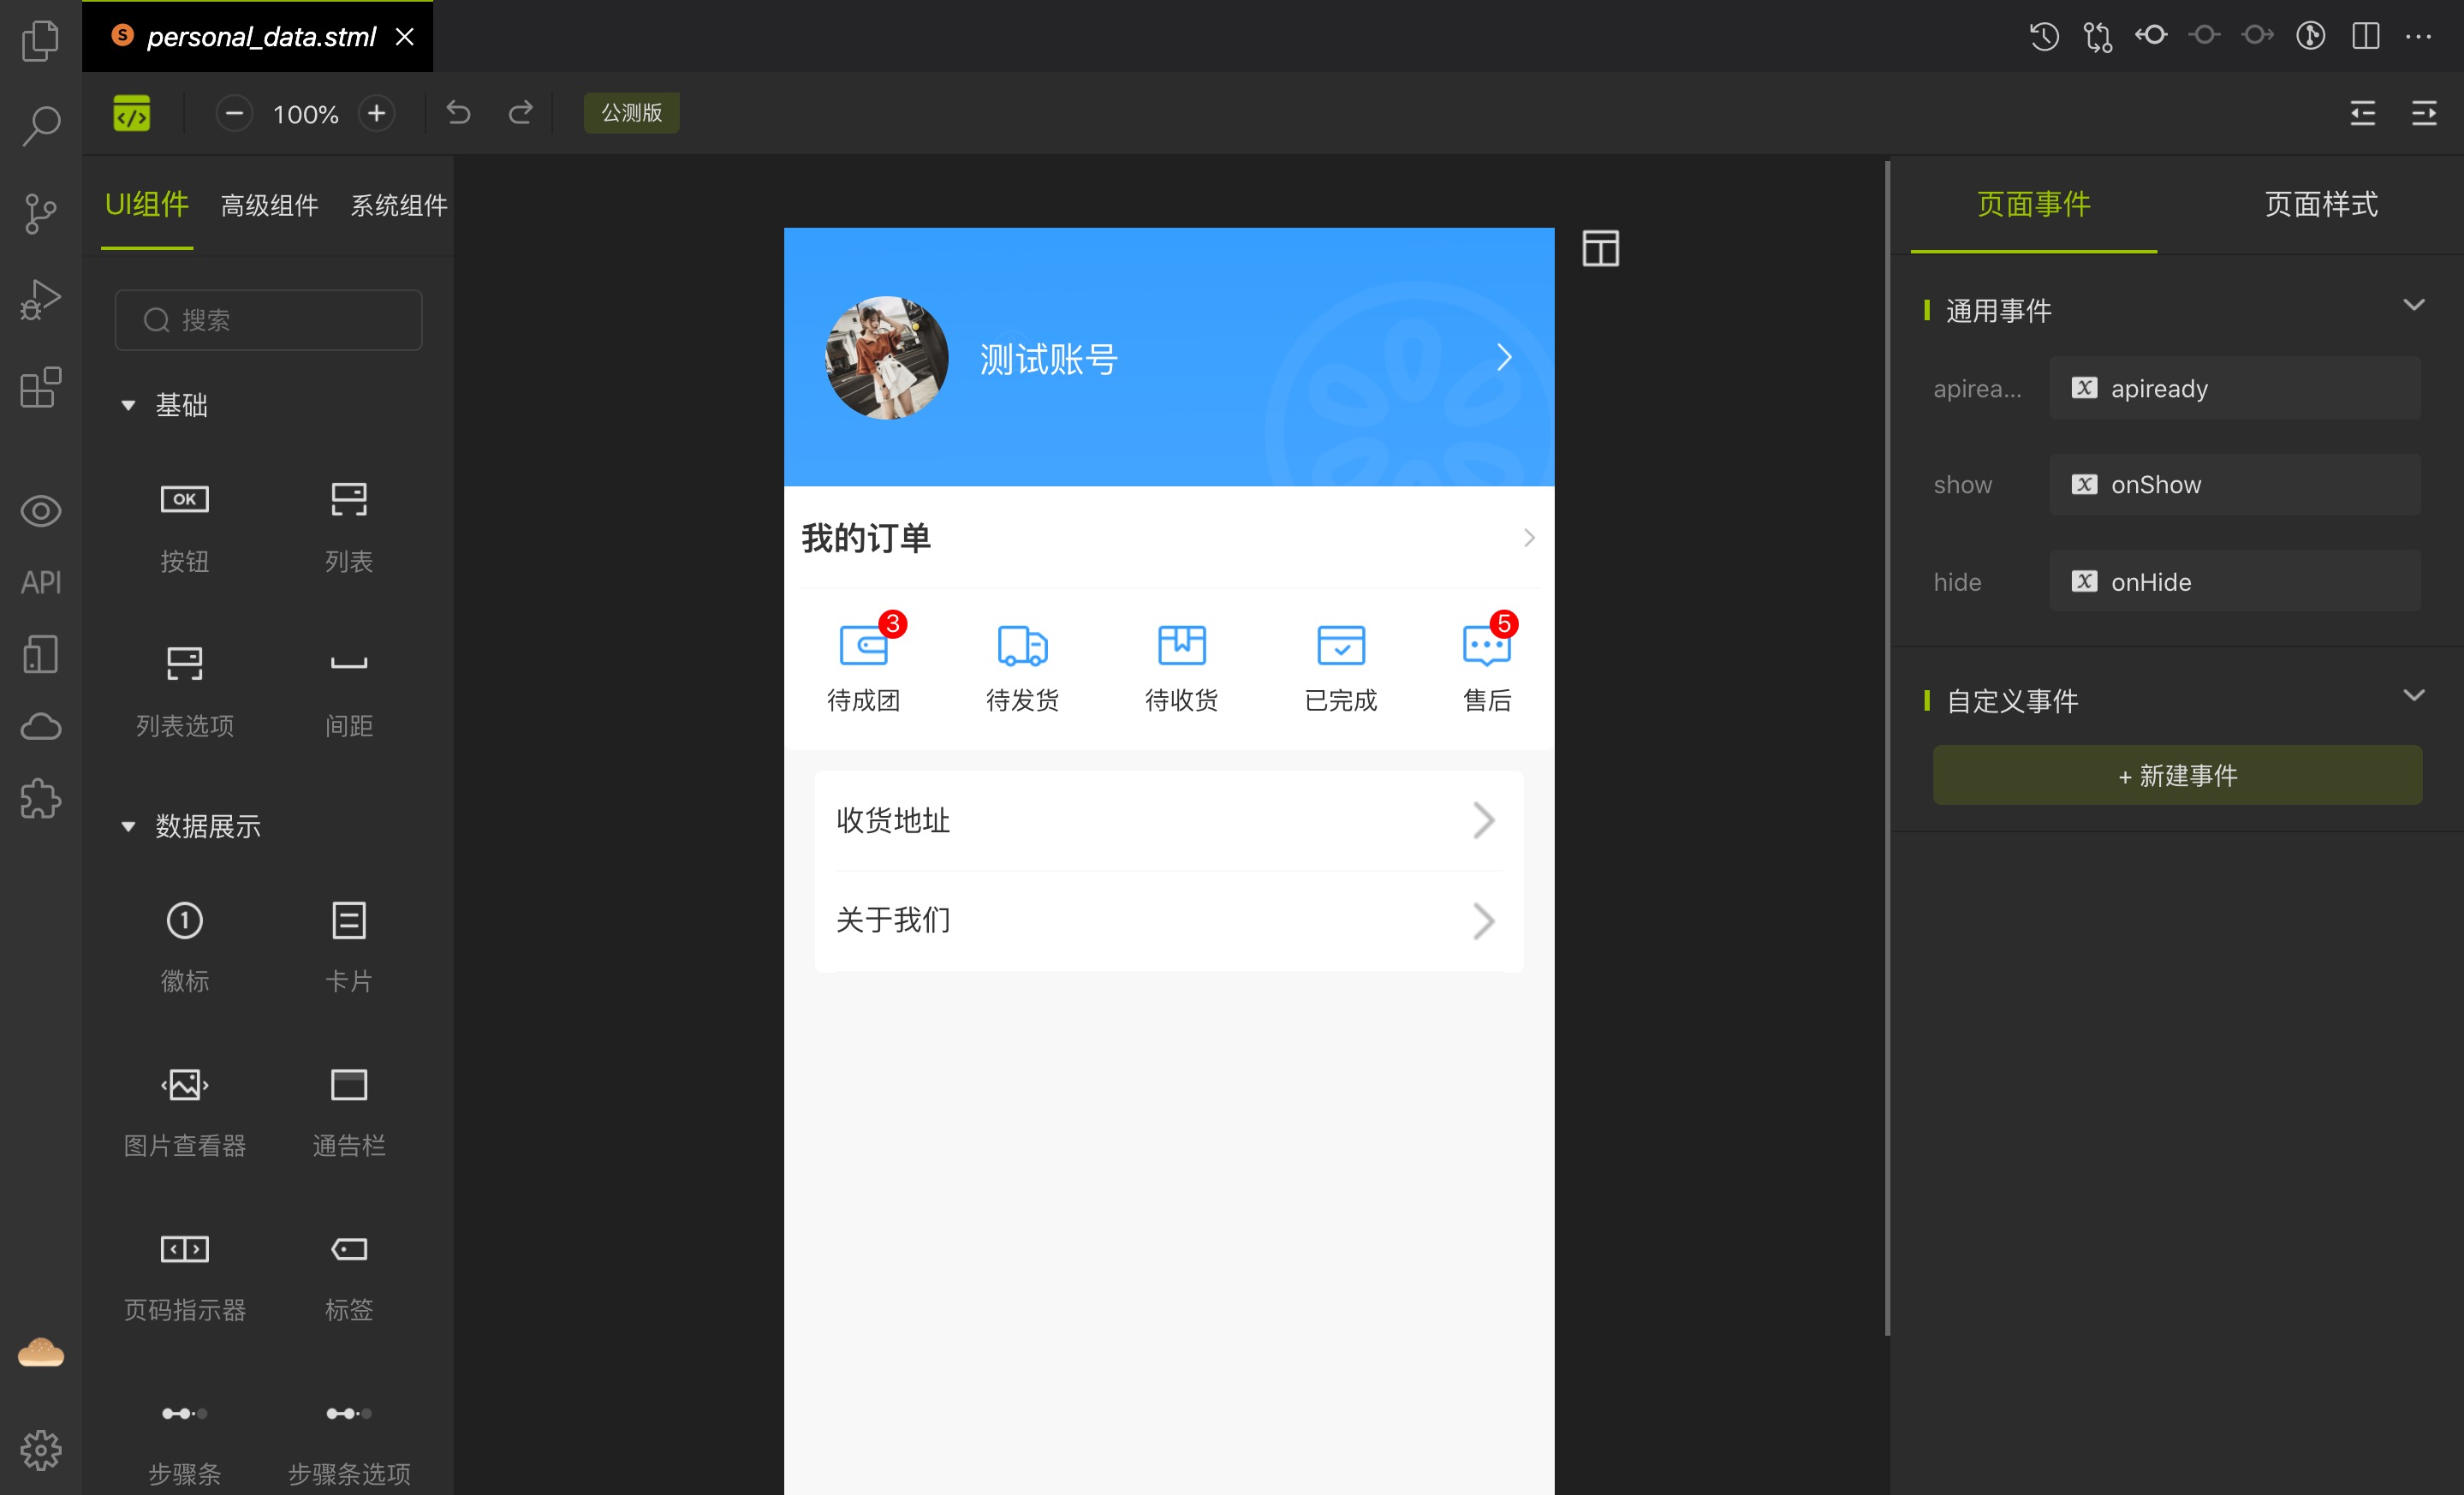 S personal_data.stml
100%
公测版
UI组件 高级组件 系统组件
搜索
基础
OK
按钮 列表
列表选项 间距
数据展示
1
徽标 卡片
图片查看器 通告栏
页码指示器 标签
步骤条 步骤条选项
API
测试账号
我的订单
3 5
待成团 待发货 待收货 已完成 售后
收货地址
关于我们
页面事件 页面样式
通用事件
apirea... x apiready
show x onShow
hide x onHide
自定义事件
+ 新建事件